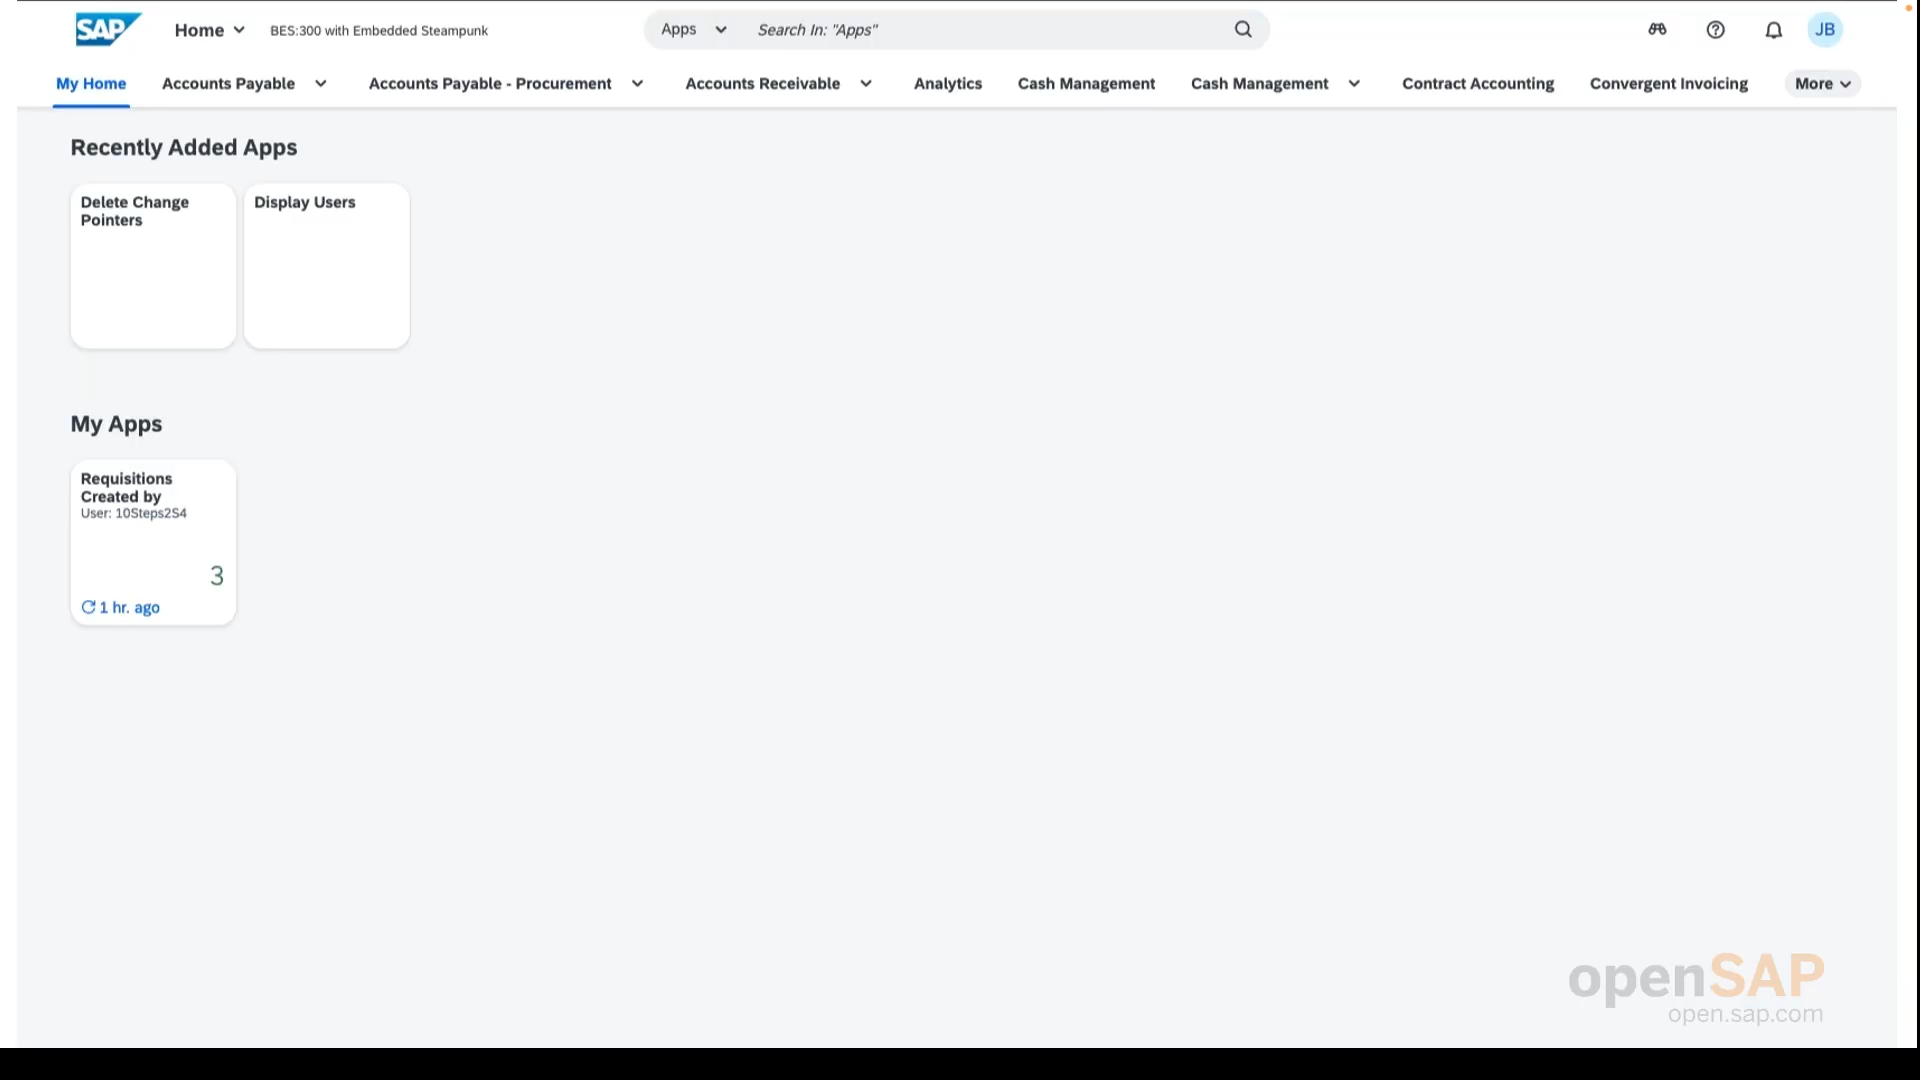 SAP Home BES:300 with Embedded Steampunk Apps Search In: "Apps" JB
My Home Accounts Payable Accounts Payable - Procurement Accounts Receivable Analytics Cash Management Cash Management Contract Accounting Convergent Invoicing More
Recently Added Apps
Delete Change
Pointers
Display Users
My Apps
Requisitions
Created by
User: 10Steps2S4
3
1 hr. ago
openSAP
open.sap.com